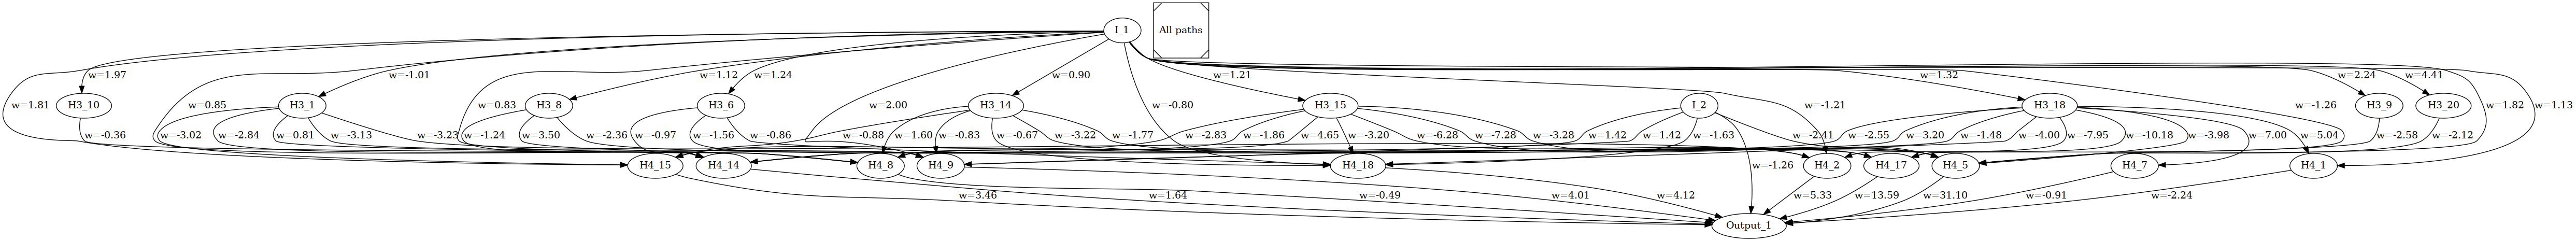 I_1
All paths
w=1.97
w=-1.01
w=1.12
w=1.24
w=0.90
w=1.21
w=1.32
w=2.24
w=4.41
w=1.81
H3_10
w=0.85
H3_1
w=0.83
H3_8
H3_6
w=2.00
H3_14
w=-0.80
H3_15
I_2
w=-1.21
H3_18
w=-1.26
H3_9
H3_20
w=1.82
w=1.13
w=-0.36
w=-3.02
w=-2.84
w=0.81
w=-3.13
w=-3.23
w=-1.24
w=3.50
w=-2.36
w=-0.97
w=-1.56
w=-0.86
w=-0.88
w=1.60
w=-0.83
w=-0.67
w=-3.22
w=-1.77
w=-2.83
w=-1.86
w=4.65
w=-3.20
w=-6.28
w=-7.28
w=-3.28
w=1.42
w=1.42
w=-1.63
w=-2.41
w=-2.55
w=3.20
w=-1.48
w=-4.00
w=-7.95
w=-10.18
w=-3.98
w=7.00
w=5.04
w=-2.58
w=-2.12
H4_15
H4_14
H4_8
H4_9
H4_18
w=-1.26
H4_2
H4_17
H4_5
H4_7
H4_1
w=3.46
w=1.64
w=-0.49
w=4.01
w=4.12
w=5.33
w=13.59
w=31.10
w=-0.91
w=-2.24
Output_1